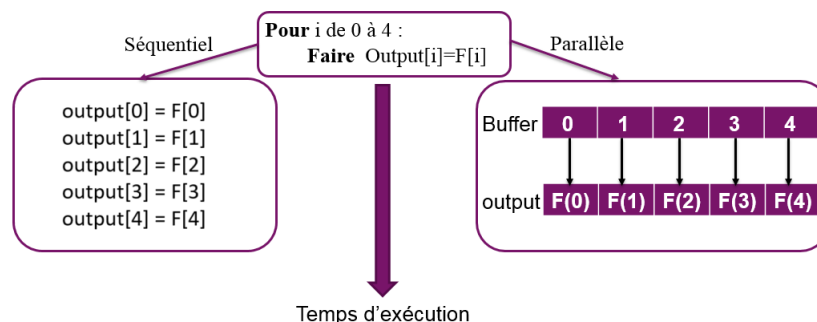 Pour i de 0 à 4 :
Faire Output[i]=F[i]
Séquentiel
Parallèle
output[0] = F[0]
output[1] = F[1]
output[2] = F[2]
output[3] = F[3]
output[4] = F[4]
Buffer 0 1 2 3 4
output F(0) F(1) F(2) F(3) F(4)
Temps d'exécution